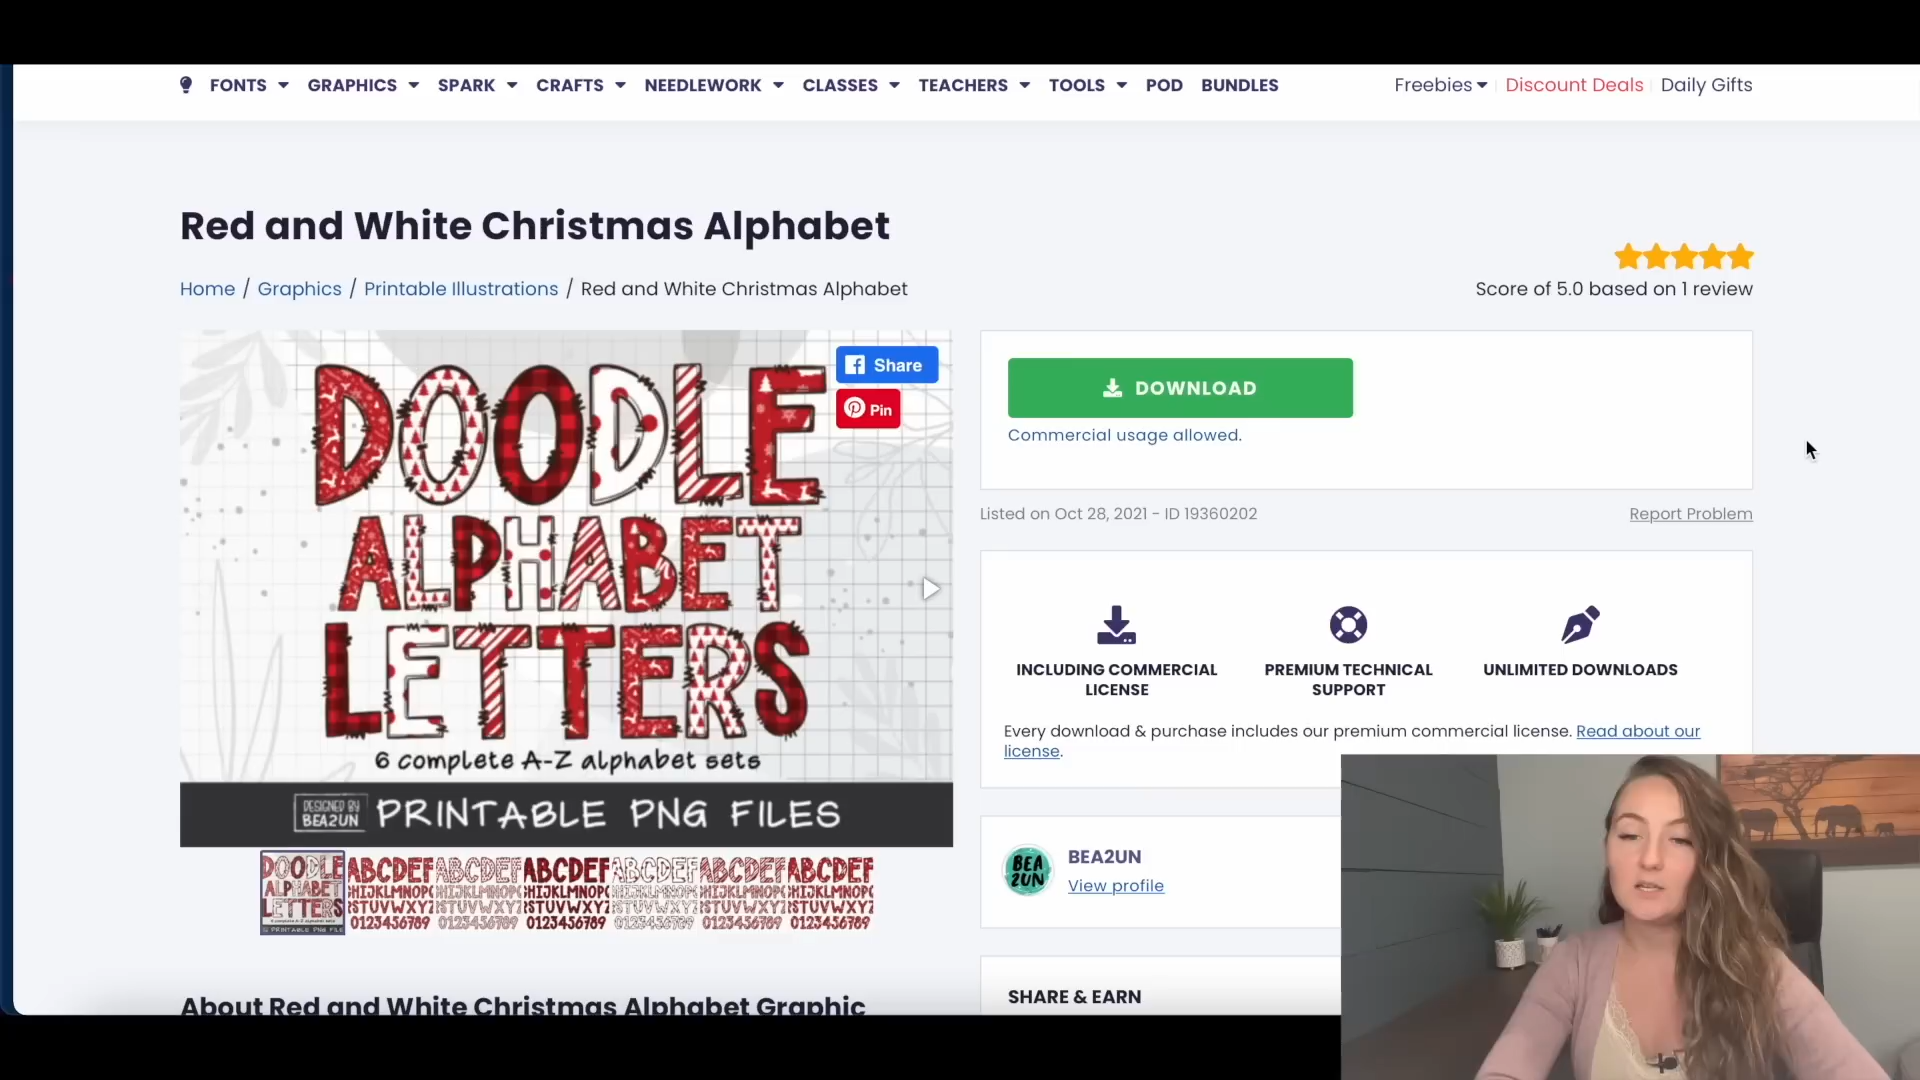 FONTS GRAPHICS SPARK CRAFTS NEEDLEWORK CLASSES TEACHERS TOOLS POD BUNDLES Freebies Discount Deals Daily Gifts
Red and White Christmas Alphabet
Home / Graphics / Printable Illustrations / Red and White Christmas Alphabet
Score of 5.0 based on 1 review
DOODLE
ALPHABET
LETTERS
6 complete A-Z alphabet sets
DESIGNED BY
BEA2UN
PRINTABLE PNG FILES
Share
Pin
DOWNLOAD
Commercial usage allowed.
Listed on Oct 28, 2021 - ID 19360202
Report Problem
INCLUDING COMMERCIAL
LICENSE
PREMIUM TECHNICAL
SUPPORT
UNLIMITED DOWNLOADS
Every download & purchase includes our premium commercial license. Read about our
license.
BEA
2UN
BEA2UN
View profile
SHARE & EARN
About Red and White Christmas Alphabet Graphic